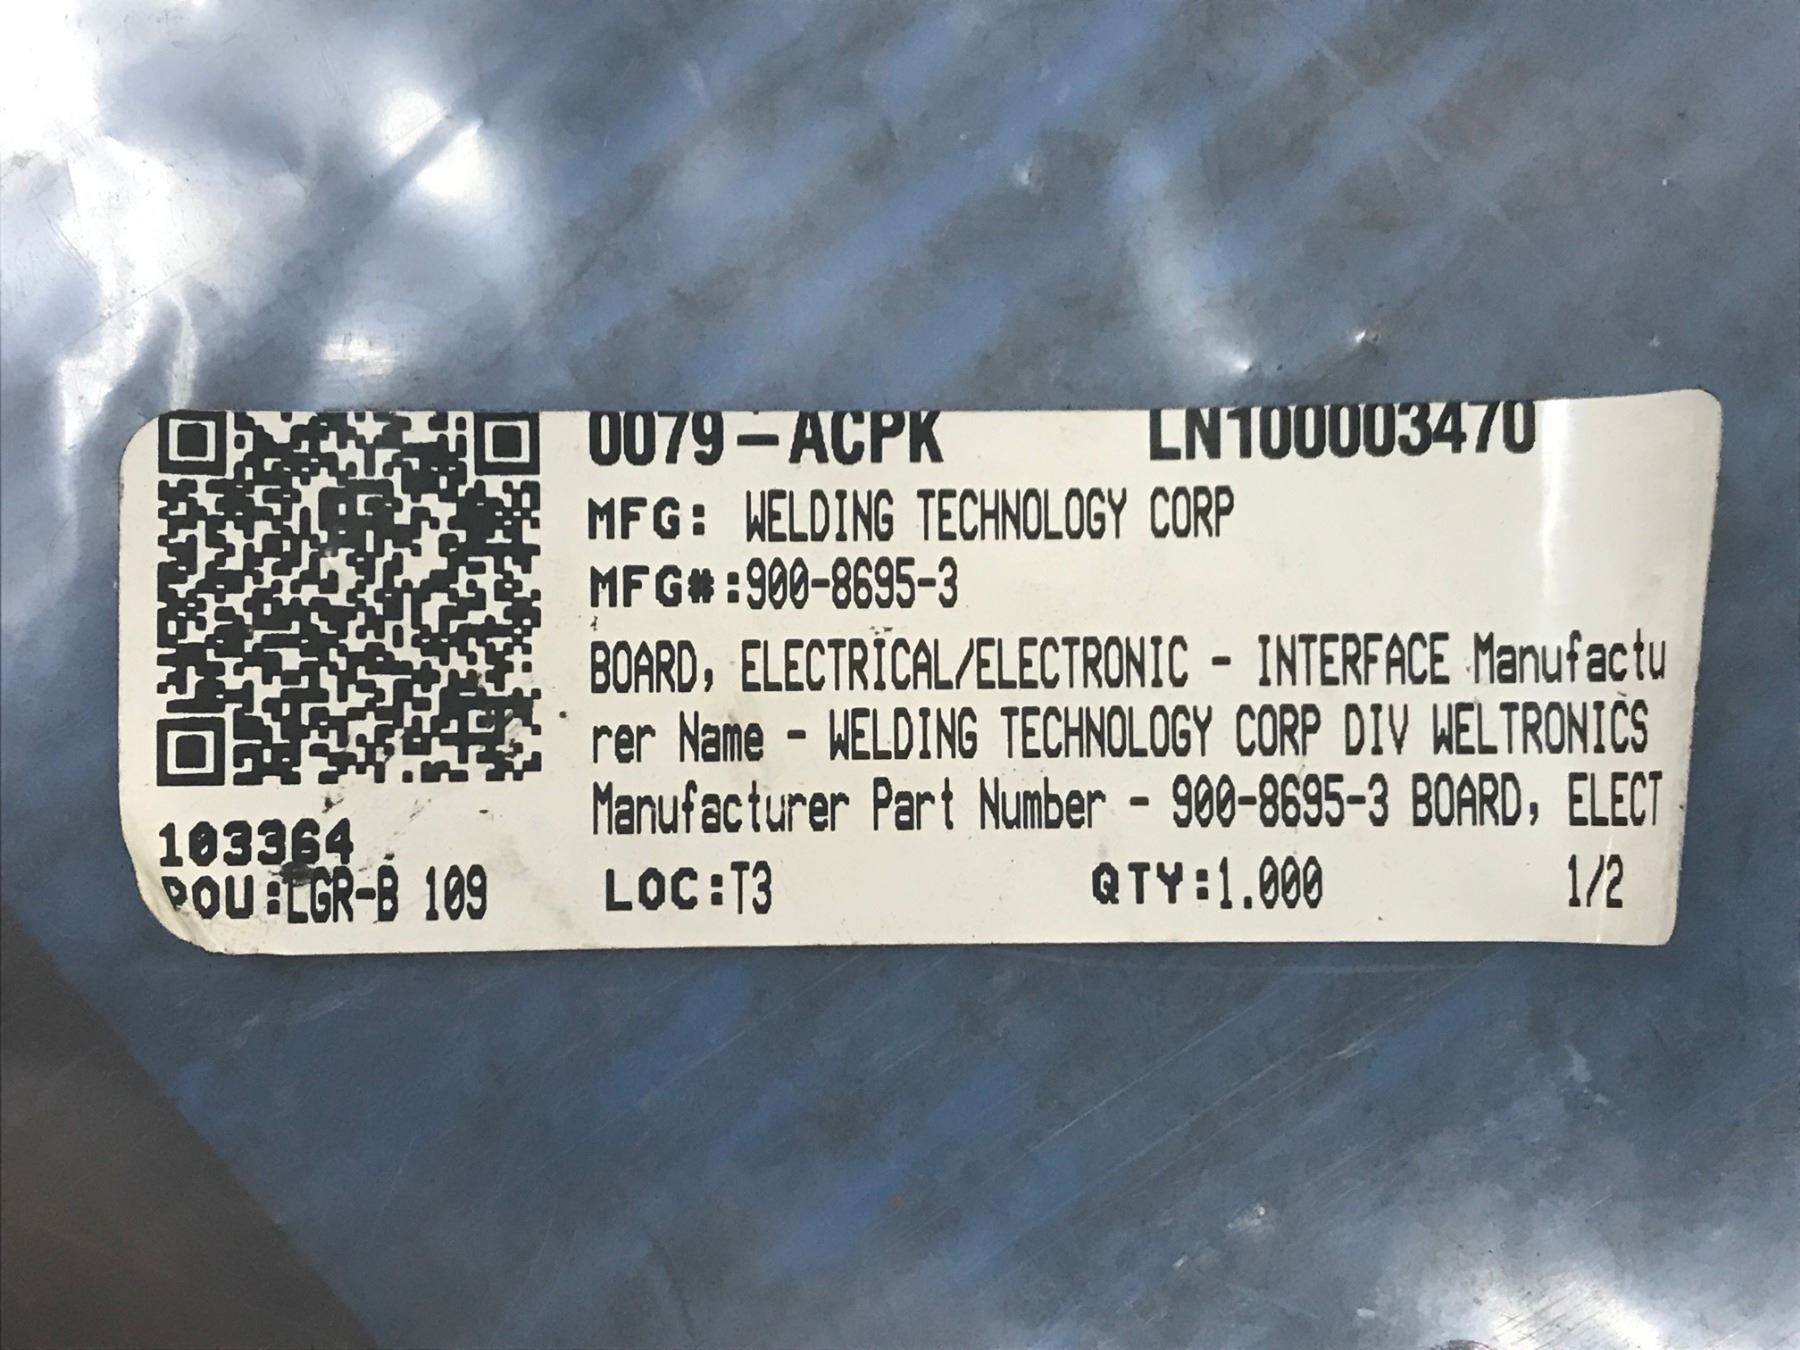 0079-ACPK LN100003470
MFG: WELDING TECHNOLOGY CORP
MFG#:900-8695-3
BOARD, ELECTRICAL/ELECTRONIC - INTERFACE Manufactu
rer Name - WELDING TECHNOLOGY CORP DIV WELTRONICS
Manufacturer Part Number - 900-8695-3 BOARD, ELECT
103364
POU:LGR-B 109 LOC:T3 QTY:1.000 1/2